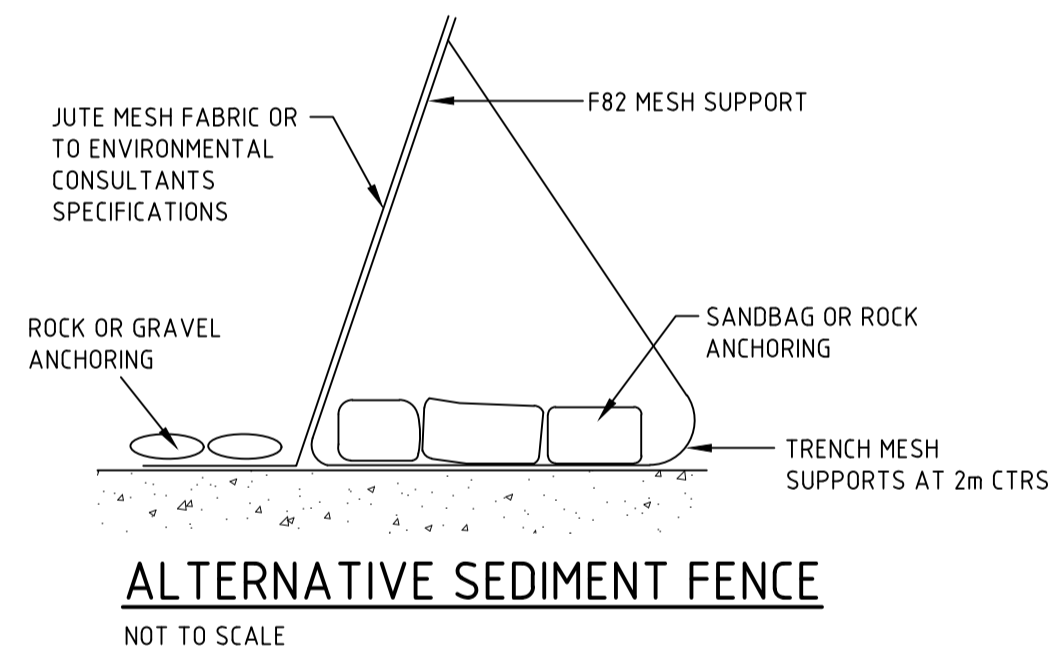 JUTE MESH FABRIC OR
TO ENVIRONMENTAL
CONSULTANTS
SPECIFICATIONS
F82 MESH SUPPORT
ROCK OR GRAVEL
ANCHORING
SANDBAG OR ROCK
ANCHORING
TRENCH MESH
SUPPORTS AT 2m CTRS
ALTERNATIVE SEDIMENT FENCE
NOT TO SCALE